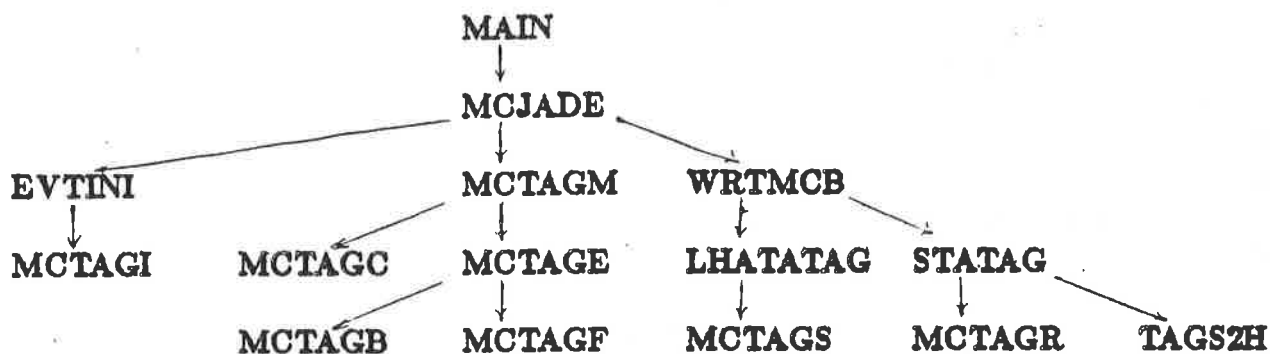 MAIN
MCJADE
EVTINI MCTAGM WRTMCB
MCTAGI MCTAGC MCTAGE LHATATAG STATAG
MCTAGB MCTAGF MCTAGS MCTAGR TAGS2H